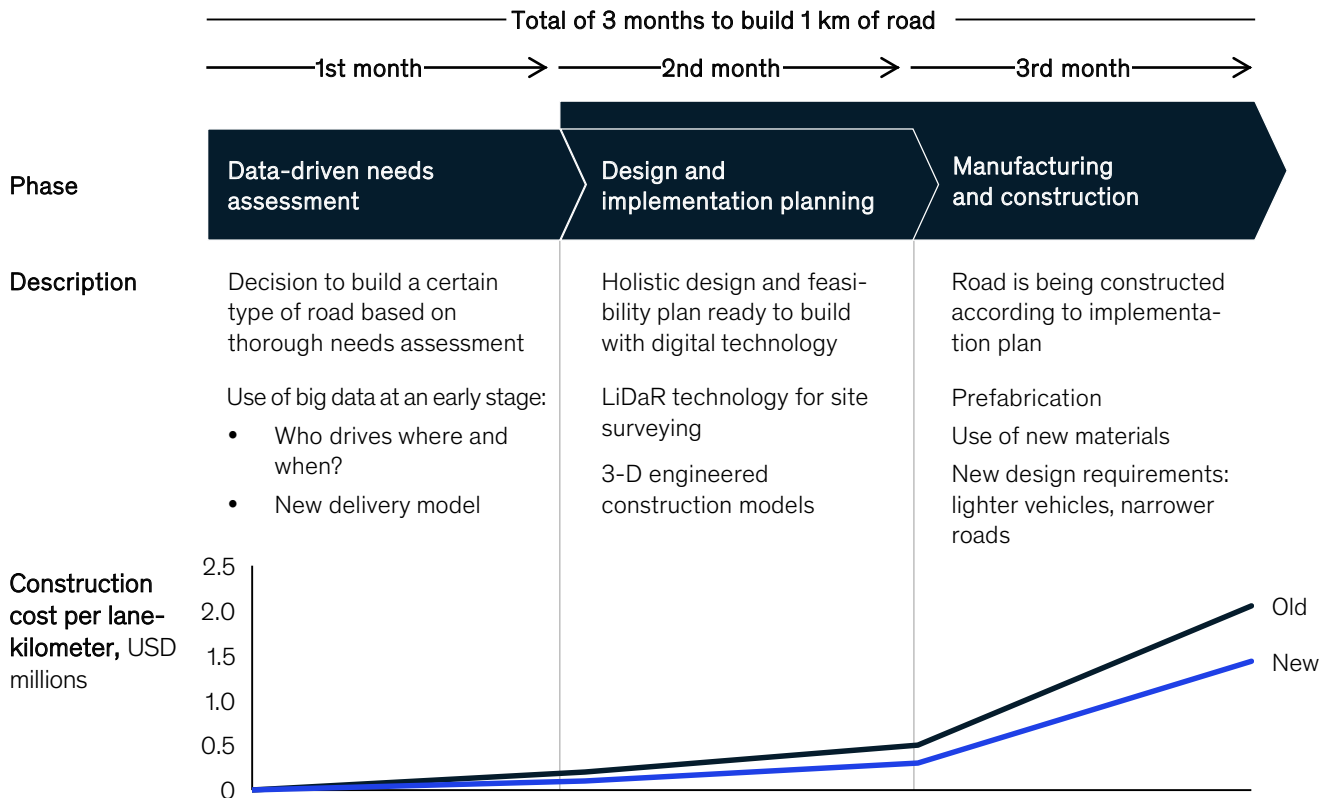 Total of 3 months to build 1 km of road
1st month
2nd month
3rd month
Phase
Data-driven needs
assessment
Design and
implementation planning
Manufacturing
and construction
Description
Decision to build a certain
type of road based on
thorough needs assessment
Use of big data at an early stage:
• Who drives where and
when?
• New delivery model
Holistic design and feasi-
bility plan ready to build
with digital technology
LiDaR technology for site
surveying
3-D engineered
construction models
Road is being constructed
according to implementa-
tion plan
Prefabrication
Use of new materials
New design requirements:
lighter vehicles, narrower
roads
Construction
cost per lane-
kilometer, USD
millions
2.5
2.0
1.5
1.0
0.5
0
Old
New